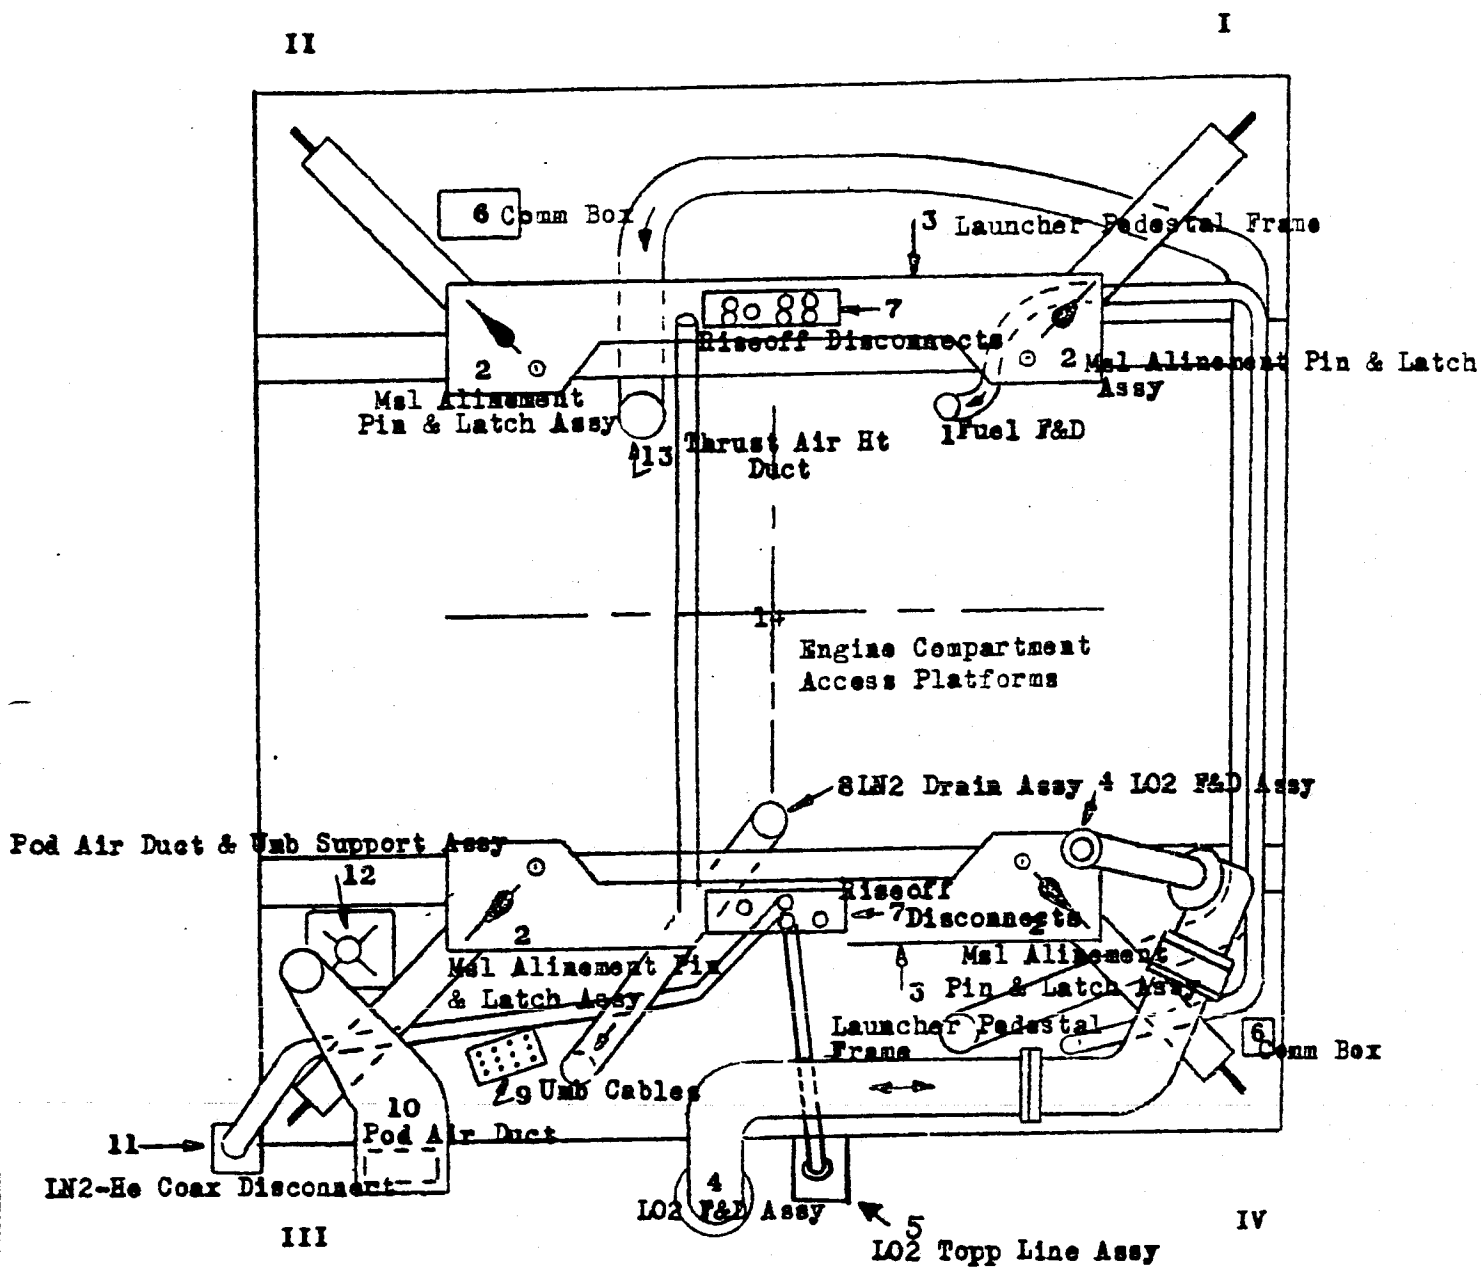 II
I
6 Comm Box
3 Launcher Pedestal Frame
7
Riseoff Disconnects
2
Msl Alinement
Pin & Latch Assy
2 Msl Alinement Pin & Latch
Assy
1 Fuel F&D
13 Thrust Air Ht
Duct
14
Engine Compartment
Access Platforms
8 LN2 Drain Assy
4 LO2 F&D Assy
Pod Air Duct & Umb Support Assy
12
Riseoff
7 Disconnects
2
Msl Alinement Pin
& Latch Assy
2
Msl Alinement
Pin & Latch Assy
3
Launcher Pedestal
Frame
6
Comm Box
9 Umb Cables
10
Pod Air Duct
11
LN2-He Coax Disconnect
4
LO2 F&D Assy
5
LO2 Topp Line Assy
III
IV